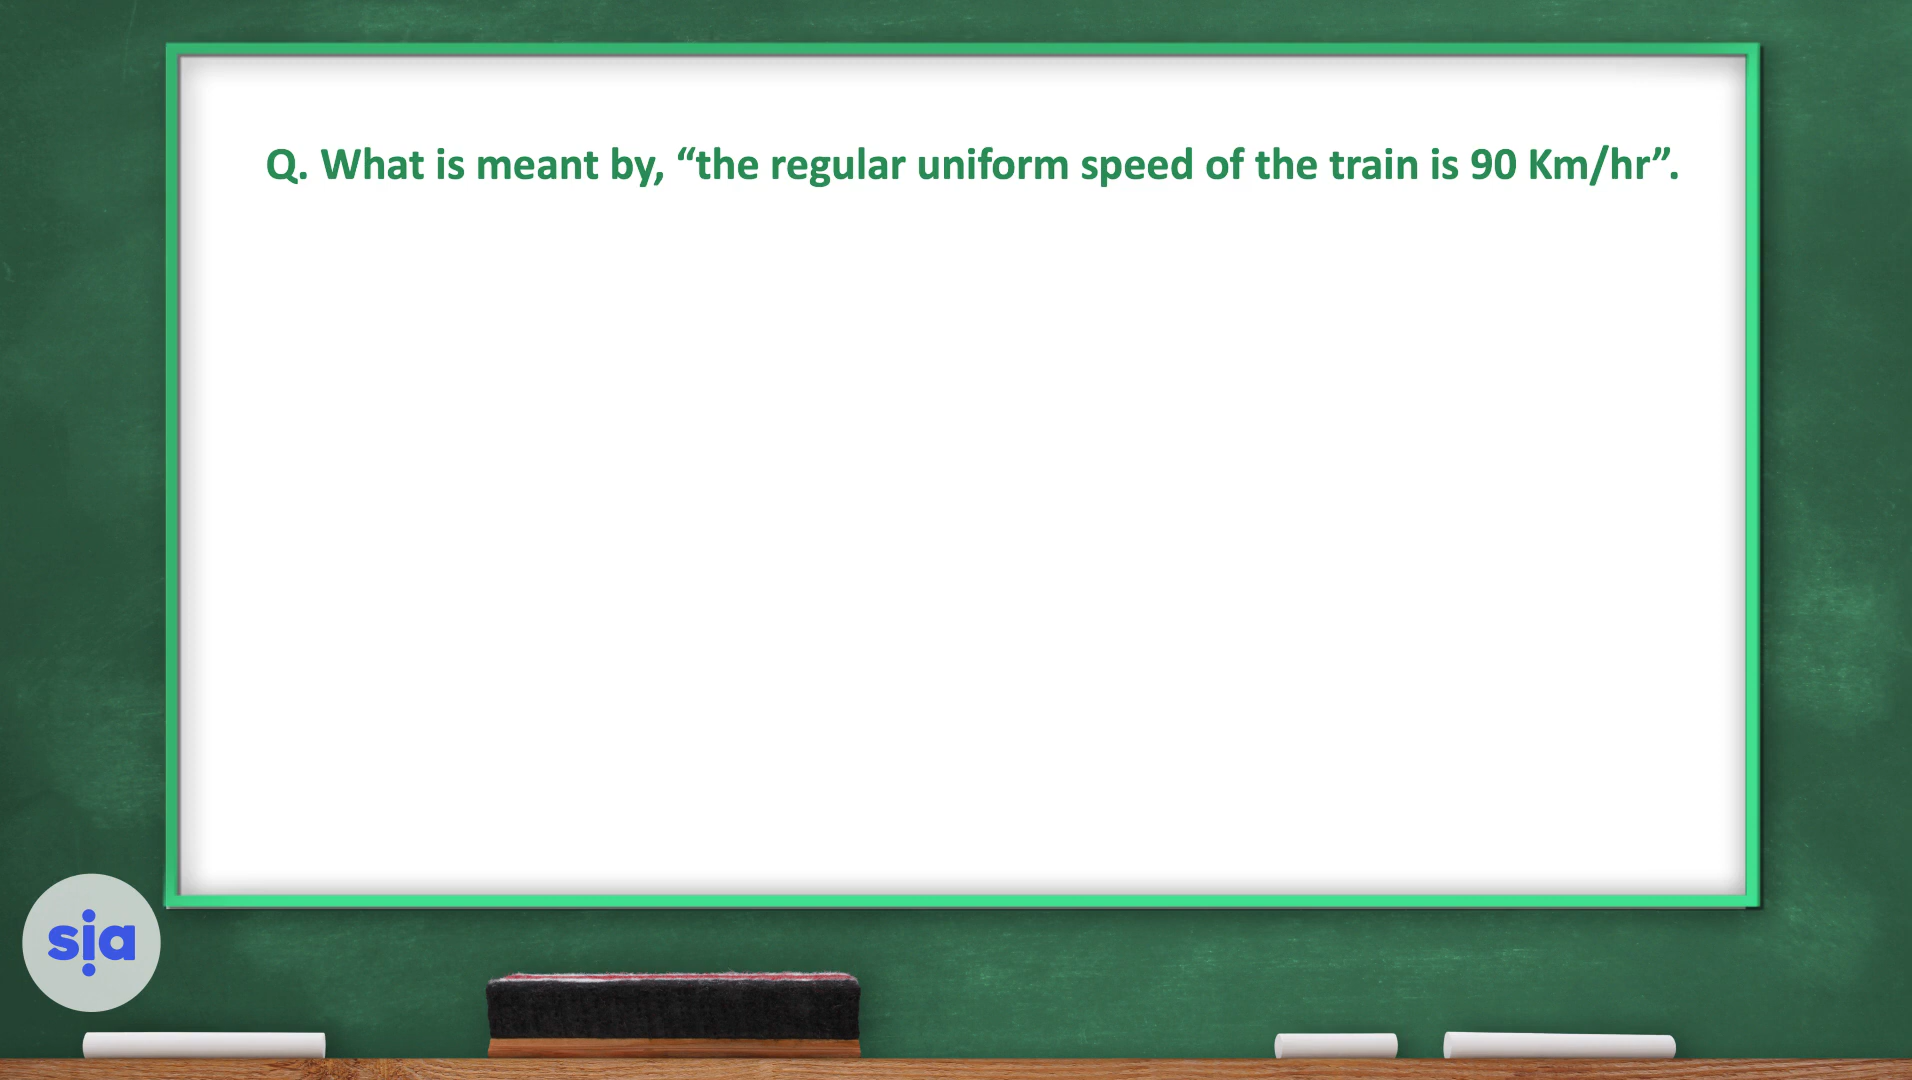 Q. What is meant by, “the regular uniform speed of the train is 90 Km/hr”.
sia